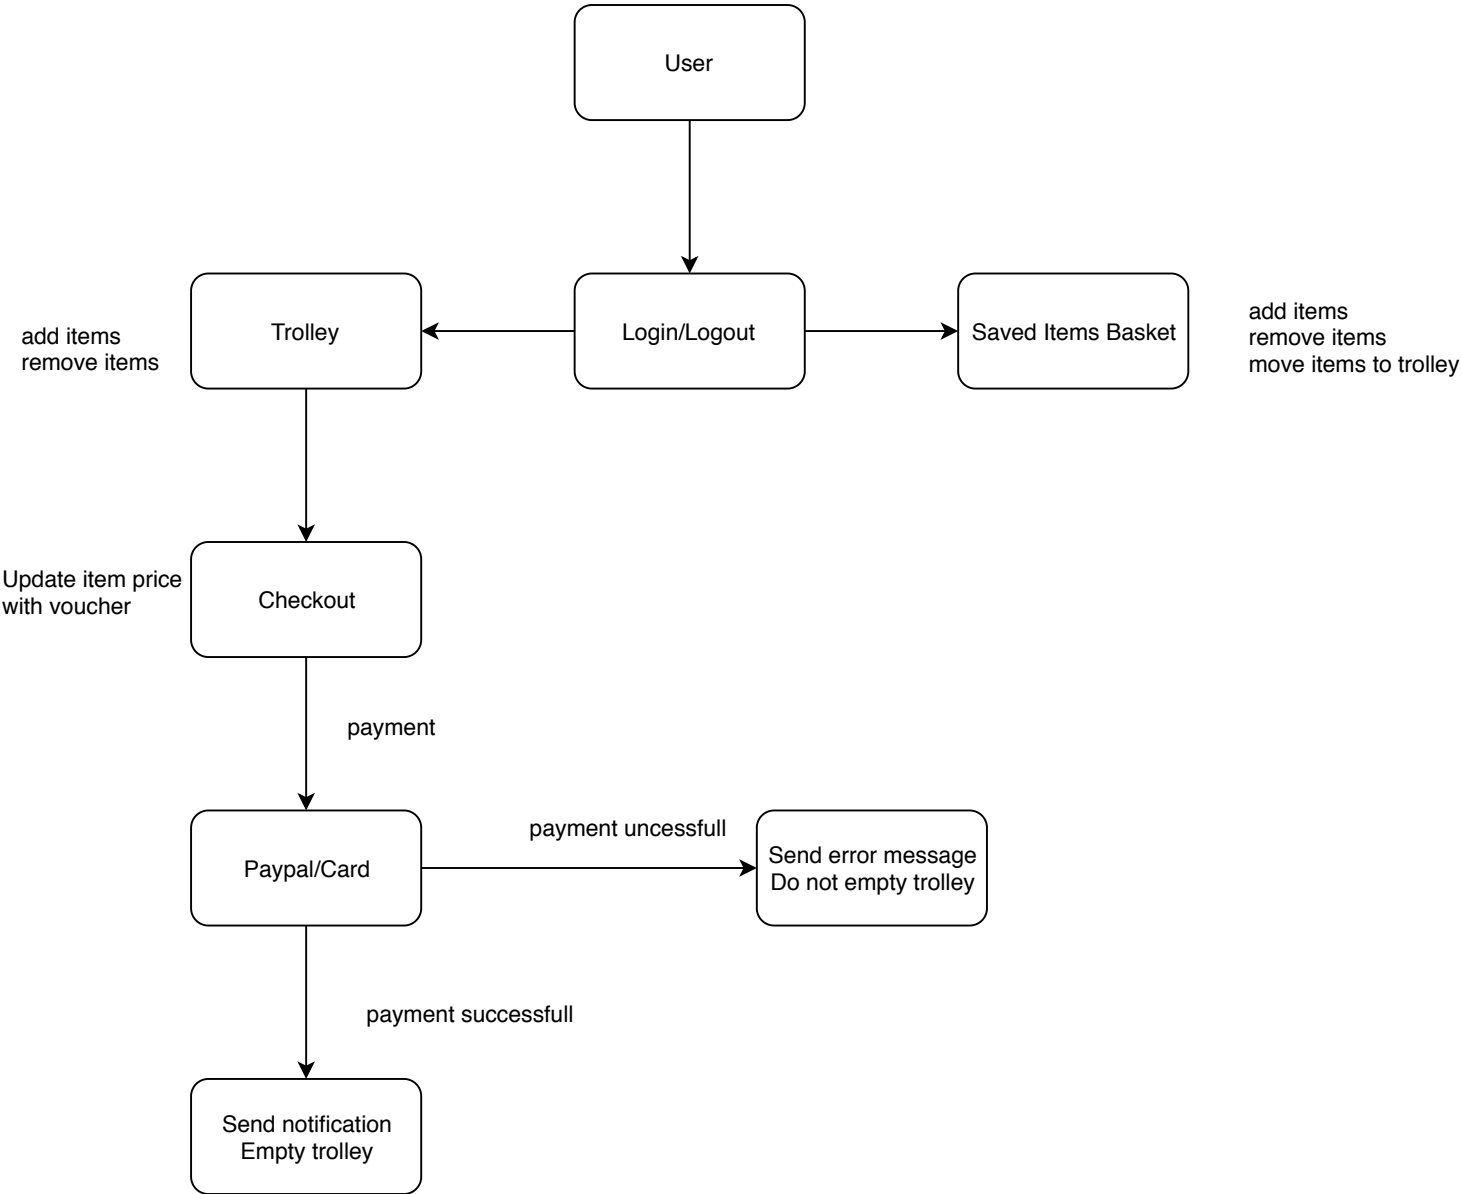 User
Trolley
Login/Logout
Saved Items Basket
add items
remove items
add items
remove items
move items to trolley
Update item price
with voucher
Checkout
payment
Paypal/Card
payment uncessfull
Send error message
Do not empty trolley
payment successfull
Send notification
Empty trolley